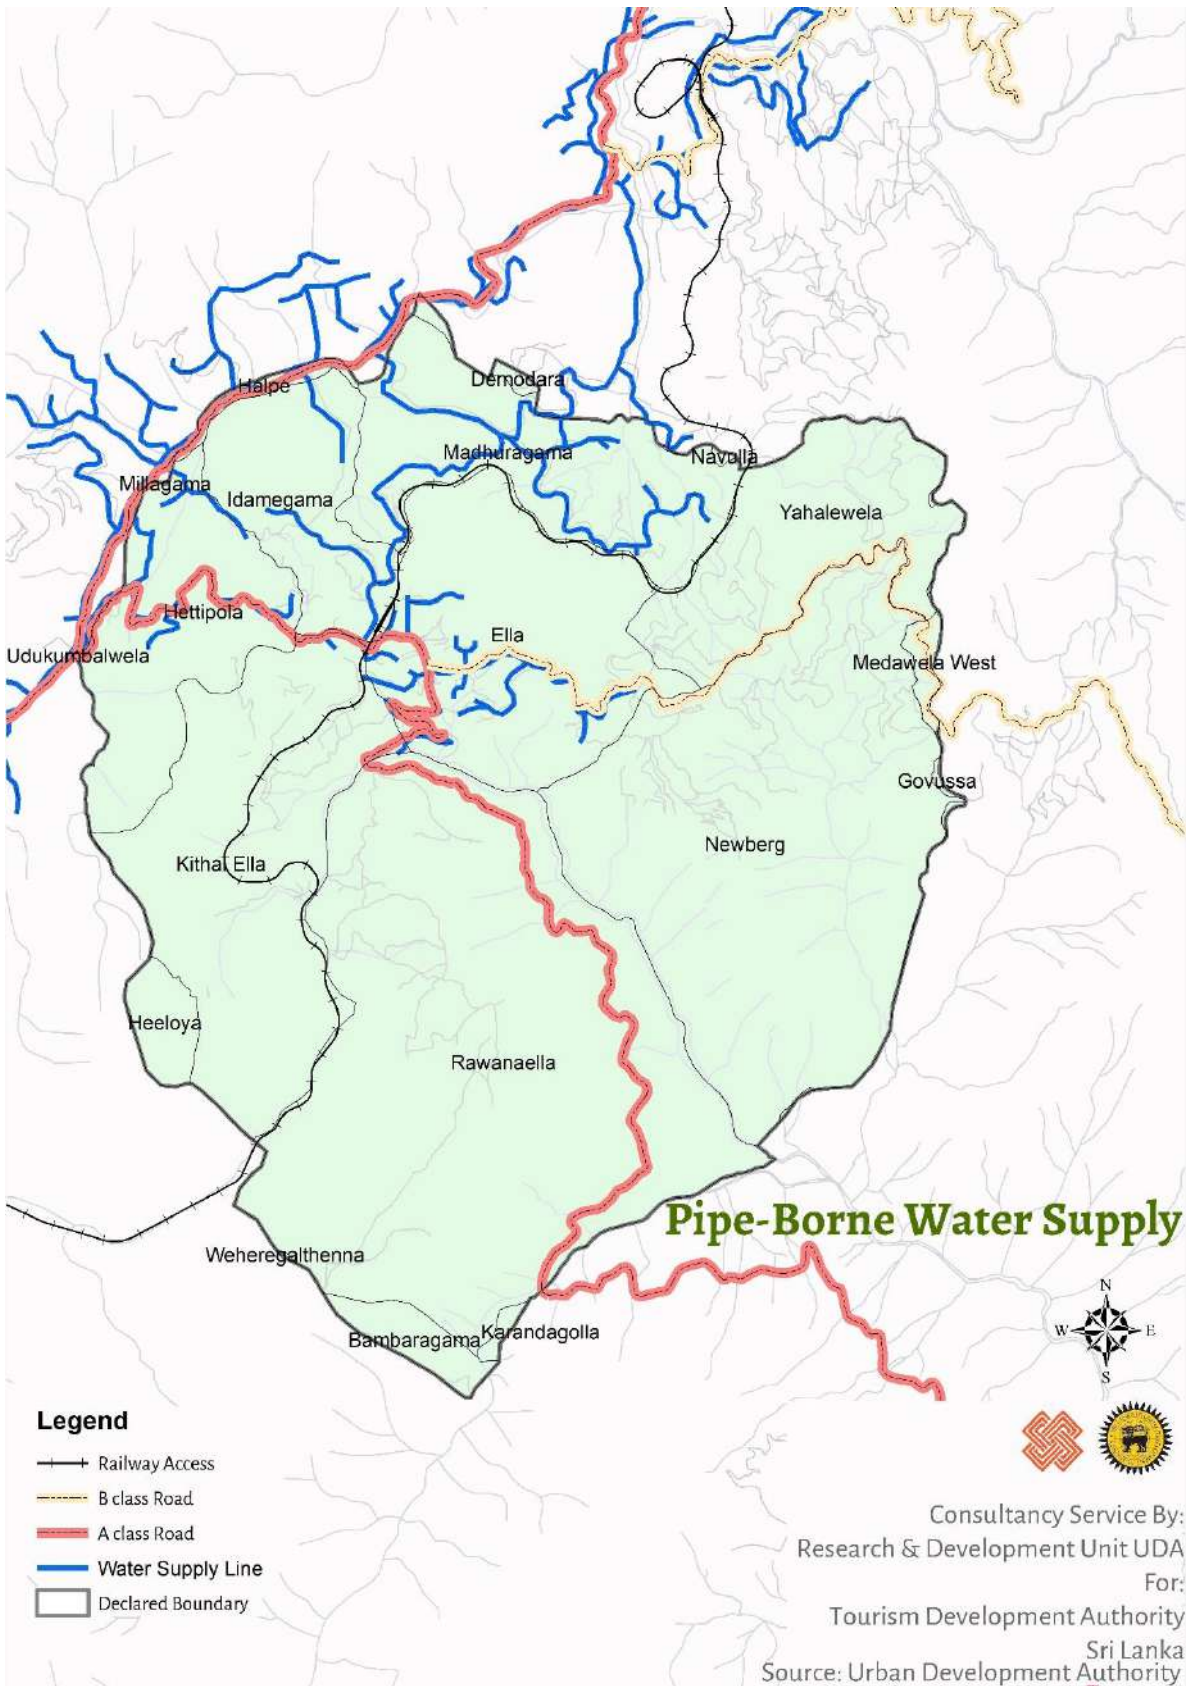 Halpe
Demodara
Madhuragama
Navulla
Millagama
Idamegama
Yahalewela
Hettipola
Ella
Udukumbalwela
Medawela West
Govussa
Newberg
Kithal Ella
Heeloya
Rawanaella
Pipe-Borne Water Supply
Weheregalthenna
Bambaragama
Karandagolla
N
W
E
S
Legend
Railway Access
B class Road
A class Road
Water Supply Line
Declared Boundary
Consultancy Service By:
Research & Development Unit UDA
For:
Tourism Development Authority
Sri Lanka
Source: Urban Development Authority